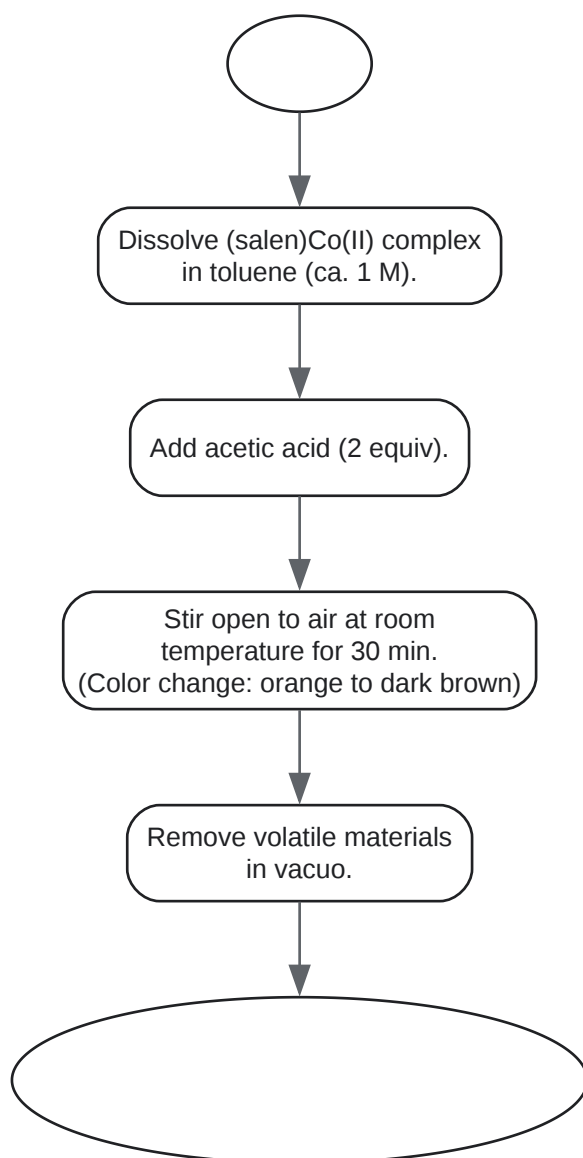 Dissolve (salen)Co(II) complex
in toluene (ca. 1 M).
Add acetic acid (2 equiv).
Stir open to air at room
temperature for 30 min.
(Color change: orange to dark brown)
Remove volatile materials
in vacuo.